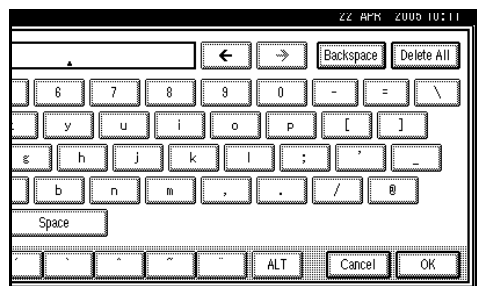 22 APR 2005 10:11
← → Backspace Delete All
6 7 8 9 0 - = \
y u i o p [ ]
g h j k l ; ' _
b n m , . / @
Space
´ ` ^ ~ ¨ ALT Cancel OK